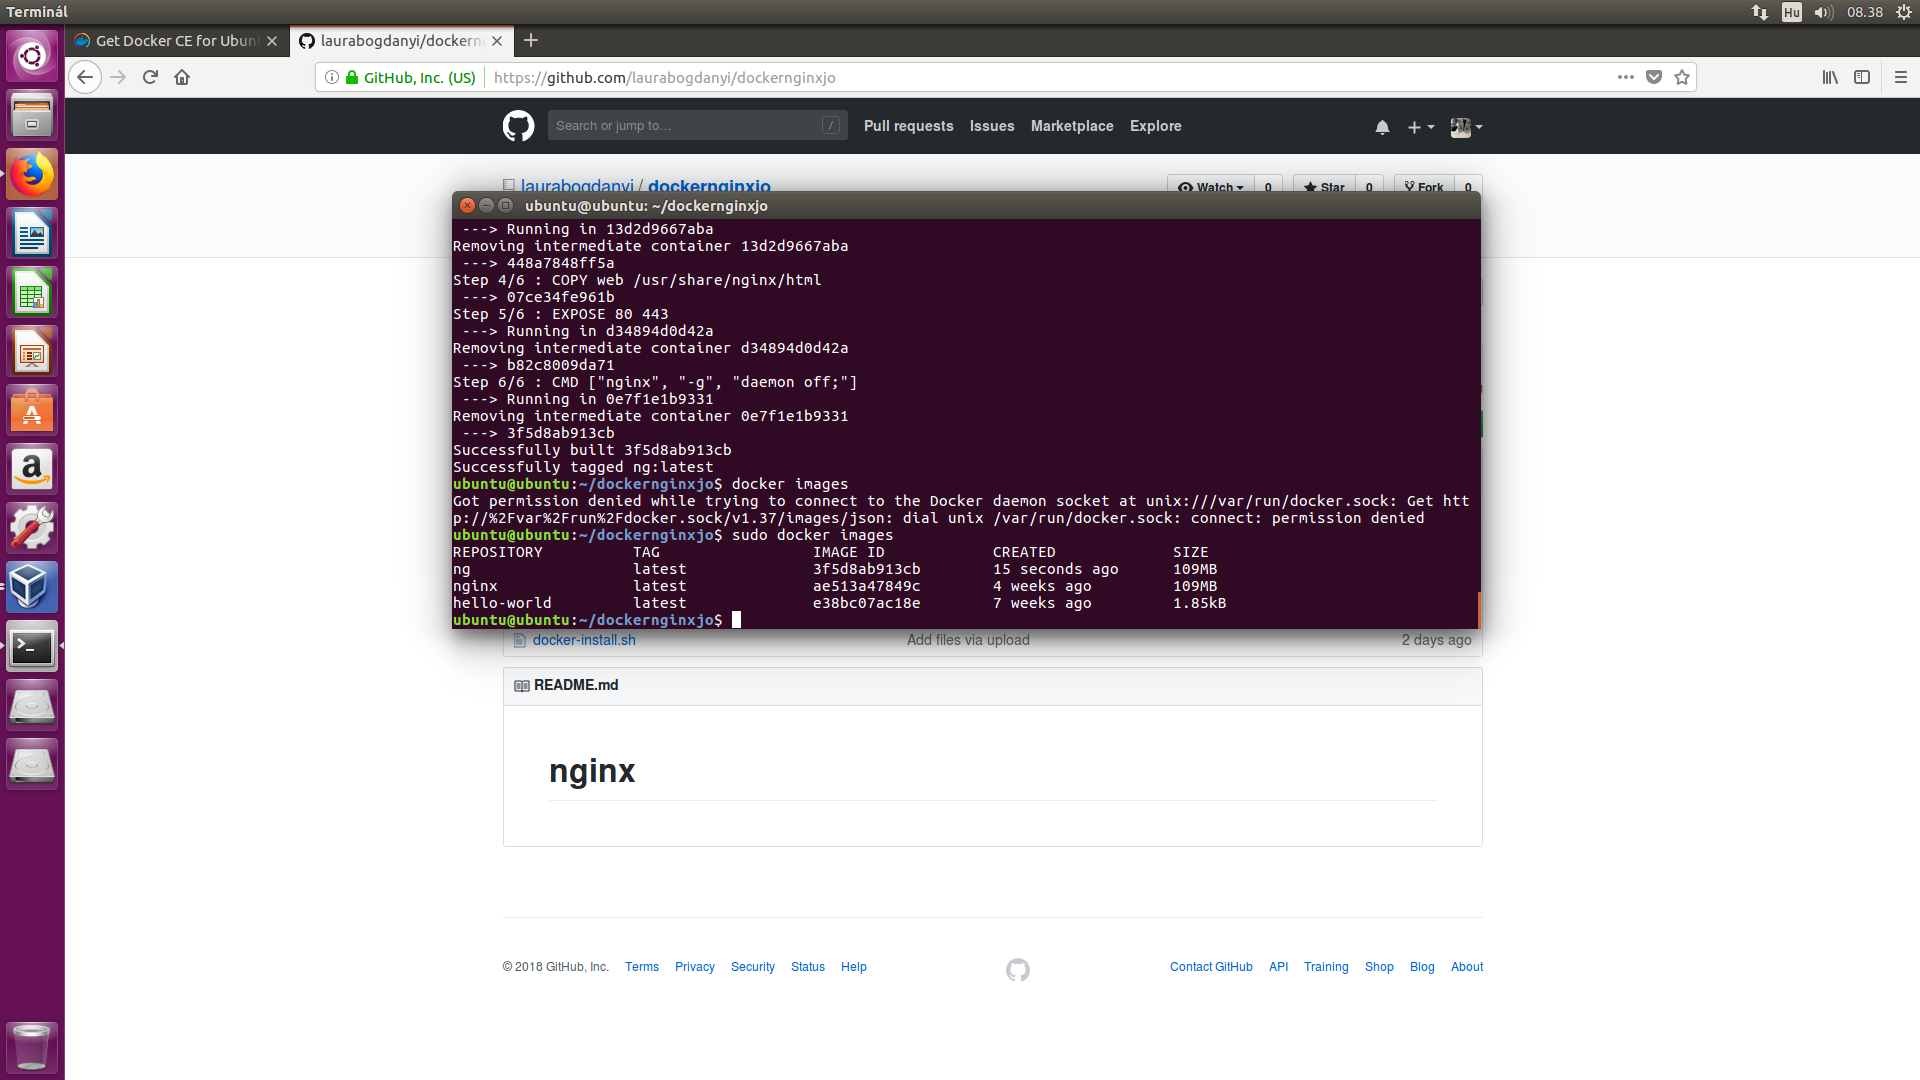 Terminál
Hu
08.38
Get Docker CE for Ubun
laurabogdanyi/dockerng
GitHub, Inc. (US)
https://github.com/laurabogdanyi/dockernginxjo
Search or jump to…
/
Pull requests
Issues
Marketplace
Explore
laurabogdanyi / dockernginxjo
Watch
0
Star
0
Fork
0
ubuntu@ubuntu: ~/dockernginxjo
 ---> Running in 13d2d9667aba
Removing intermediate container 13d2d9667aba
 ---> 448a7848ff5a
Step 4/6 : COPY web /usr/share/nginx/html
 ---> 07ce34fe961b
Step 5/6 : EXPOSE 80 443
 ---> Running in d34894d0d42a
Removing intermediate container d34894d0d42a
 ---> b82c8009da71
Step 6/6 : CMD ["nginx", "-g", "daemon off;"]
 ---> Running in 0e7f1e1b9331
Removing intermediate container 0e7f1e1b9331
 ---> 3f5d8ab913cb
Successfully built 3f5d8ab913cb
Successfully tagged ng:latest
ubuntu@ubuntu:~/dockernginxjo$ docker images
Got permission denied while trying to connect to the Docker daemon socket at unix:///var/run/docker.sock: Get htt
p://%2Fvar%2Frun%2Fdocker.sock/v1.37/images/json: dial unix /var/run/docker.sock: connect: permission denied
ubuntu@ubuntu:~/dockernginxjo$ sudo docker images
REPOSITORY TAG IMAGE ID CREATED SIZE
ng latest 3f5d8ab913cb 15 seconds ago 109MB
nginx latest ae513a47849c 4 weeks ago 109MB
hello-world latest e38bc07ac18e 7 weeks ago 1.85kB
ubuntu@ubuntu:~/dockernginxjo$
docker-install.sh
Add files via upload
2 days ago
README.md
nginx
© 2018 GitHub, Inc.
Terms
Privacy
Security
Status
Help
Contact GitHub
API
Training
Shop
Blog
About